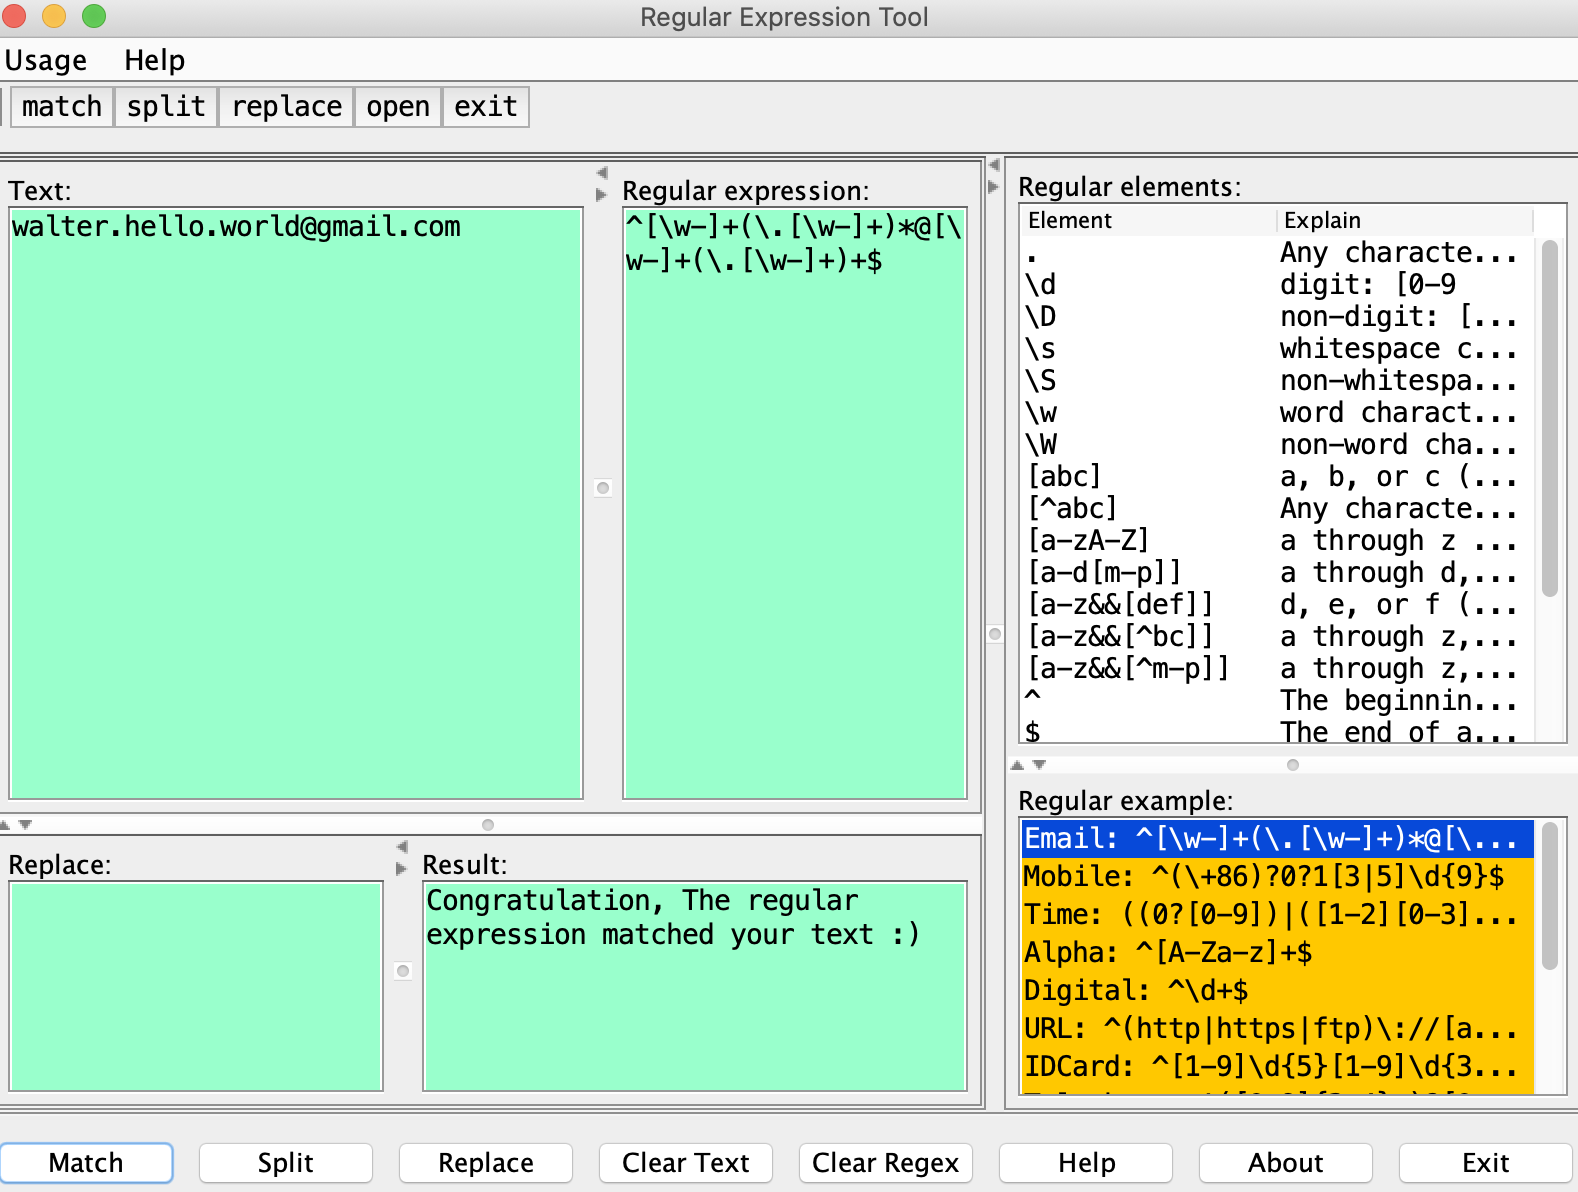 Regular Expression Tool
Usage Help
match split replace open exit
Text:
walter.hello.world@gmail.com
Regular expression:
^[\w-]+(\.[\w-]+)*@[\
w-]+(\.[\w-]+)+$
Regular elements:
Element Explain
. Any characte...
\d digit: [0-9
\D non-digit: [...
\s whitespace c...
\S non-whitespa...
\w word charact...
\W non-word cha...
[abc] a, b, or c (...
[^abc] Any characte...
[a-zA-Z] a through z ...
[a-d[m-p]] a through d,...
[a-z&&[def]] d, e, or f (...
[a-z&&[^bc]] a through z,...
[a-z&&[^m-p]] a through z,...
^ The beginnin...
$ The end of a...
Replace:
Result:
Congratulation, The regular
expression matched your text :)
Regular example:
Email: ^[\w-]+(\.[\w-]+)*@[\...
Mobile: ^(\+86)?0?1[3|5]\d{9}$
Time: ((0?[0-9])|([1-2][0-3]...
Alpha: ^[A-Za-z]+$
Digital: ^\d+$
URL: ^(http|https|ftp)\://[a...
IDCard: ^[1-9]\d{5}[1-9]\d{3...
Match Split Replace Clear Text Clear Regex Help About Exit